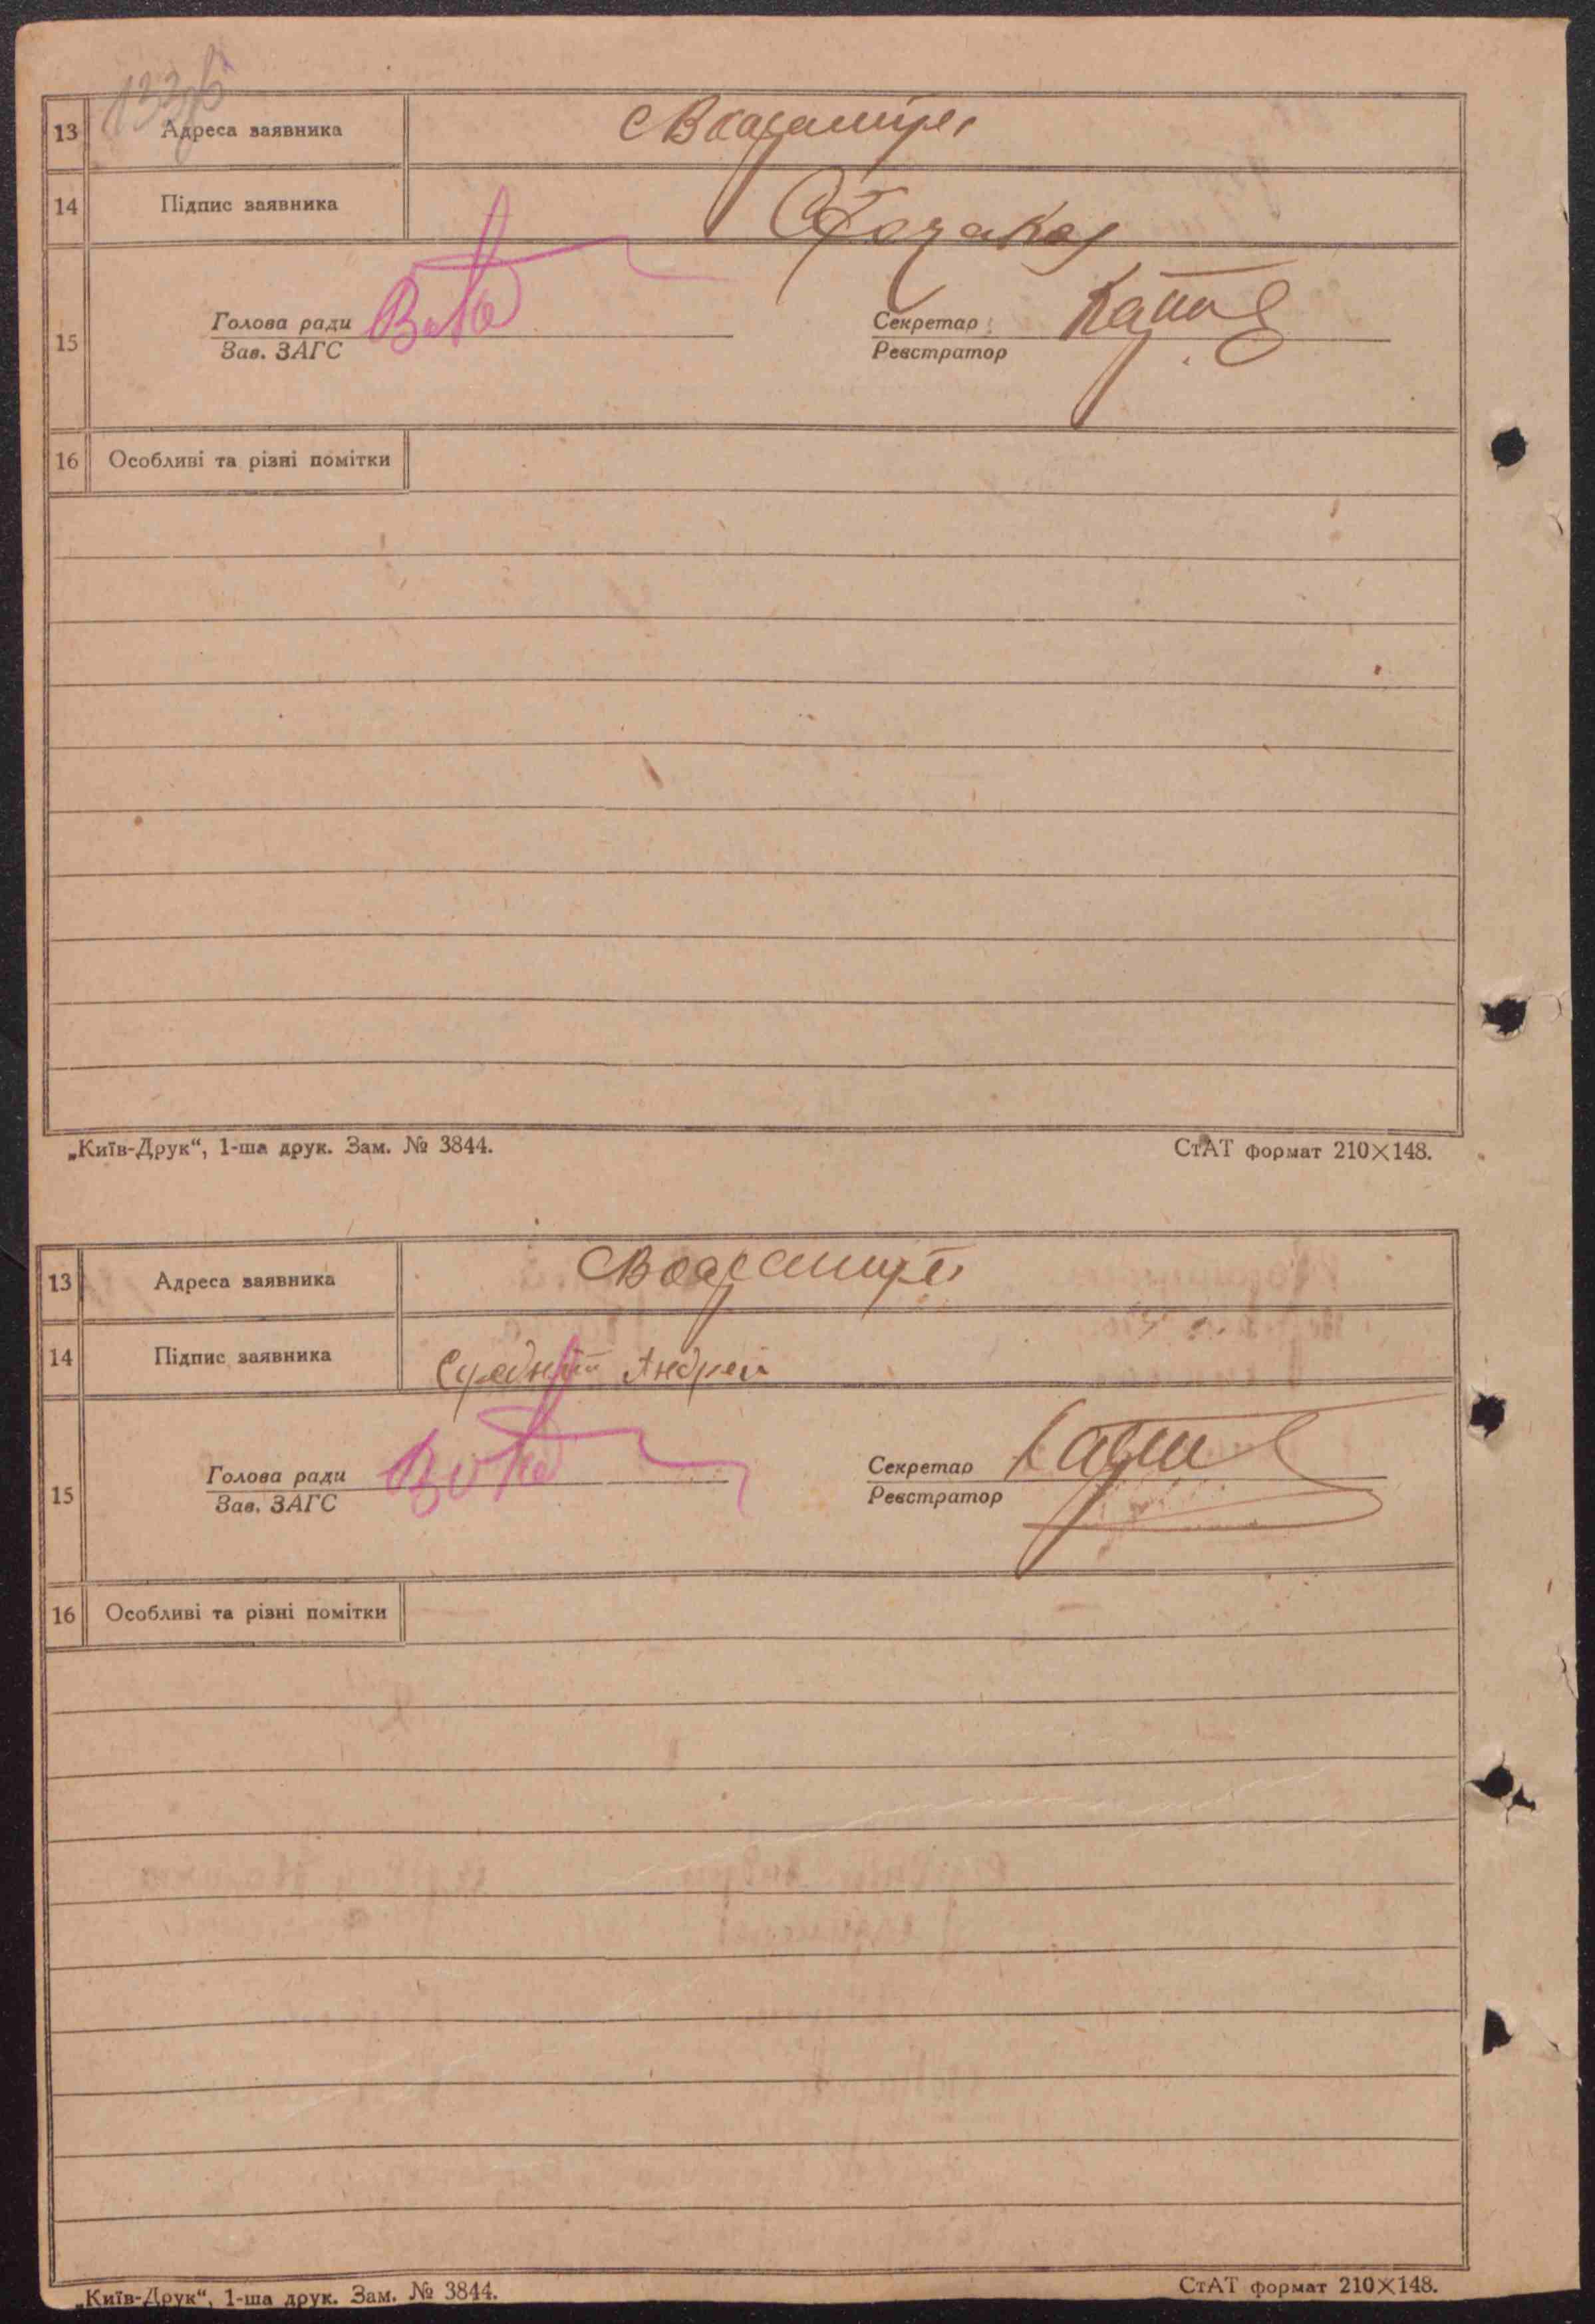 133б
13 Адреса заявника
14 Підпис заявника
15 Голова ради Секретар
Зав. ЗАГС Реєстратор
16 Особливі та різні помітки
„Київ-Друк“, 1-ша друк. Зам. № 3844. СтАТ формат 210×148.
13 Адреса заявника
14 Підпис заявника Средний Андрей
15 Голова ради Секретар
Зав. ЗАГС Реєстратор
16 Особливі та різні помітки
„Київ-Друк“, 1-ша друк. Зам. № 3844. СтАТ формат 210×148.